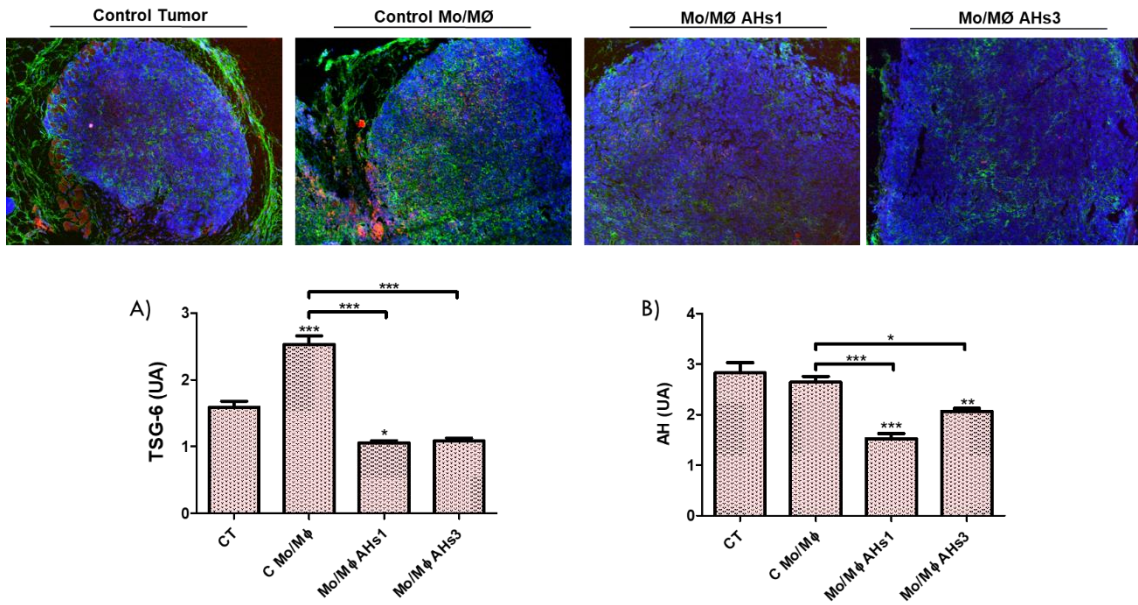 Control Tumor
Control Mo/MØ
Mo/MØ AHs1
Mo/MØ AHs3
A)
TSG-6 (UA)
3
2
1
0
***
***
***
*
CT
C Mo/Mϕ
Mo/Mϕ AHs1
Mo/Mϕ AHs3
B)
AH (UA)
4
3
2
1
0
*
***
***
**
CT
C Mo/Mϕ
Mo/Mϕ AHs1
Mo/Mϕ AHs3